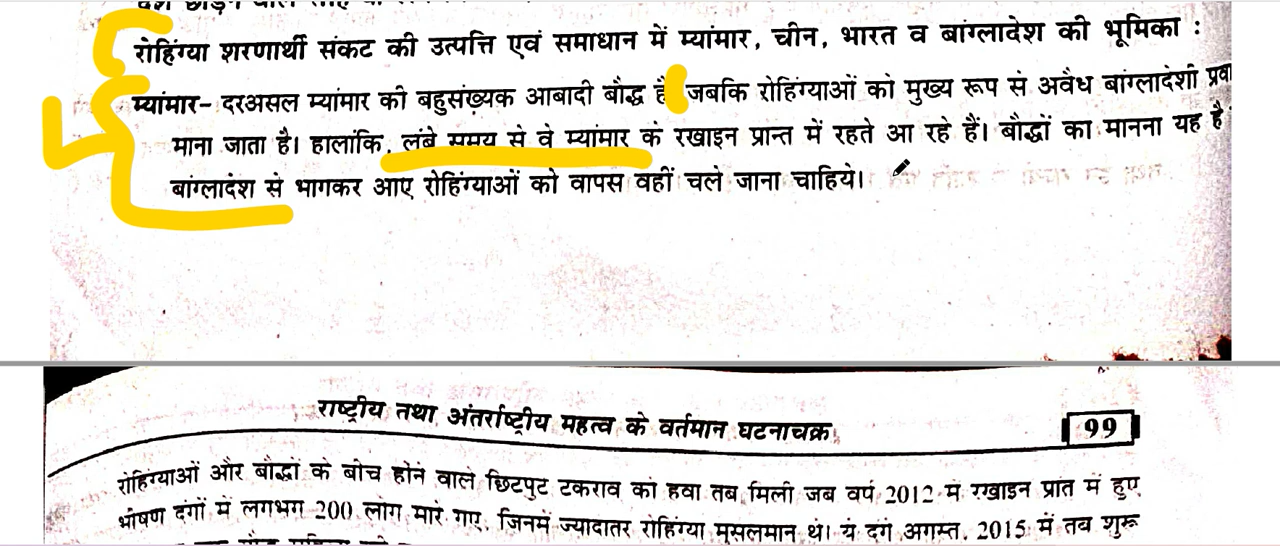 रोहिंग्या शरणार्थी संकट की उत्पत्ति एवं समाधान में म्यांमार, चीन, भारत व बांग्लादेश की भूमिका :
म्यांमार– दरअसल म्यांमार की बहुसंख्यक आबादी बौद्ध है जबकि रोहिंग्याओं को मुख्य रूप से अवैध बांग्लादेशी प्रवा
माना जाता है। हालांकि, लंबे समय से वे म्यांमार के रखाइन प्रान्त में रहते आ रहे हैं। बौद्धों का मानना यह है
बांग्लादेश से भागकर आए रोहिंग्याओं को वापस वहीं चले जाना चाहिये।
राष्ट्रीय तथा अंतर्राष्ट्रीय महत्व के वर्तमान घटनाचक्र
99
रोहिंग्याओं और बौद्धों के बीच होने वाले छिटपुट टकराव को हवा तब मिली जब वर्ष 2012 में रखाइन प्रांत में हुए
भीषण दंगों में लगभग 200 लोग मारे गए, जिनमें ज्यादातर रोहिंग्या मुसलमान थे। ये दंगे अगस्त, 2015 में तब शुरू